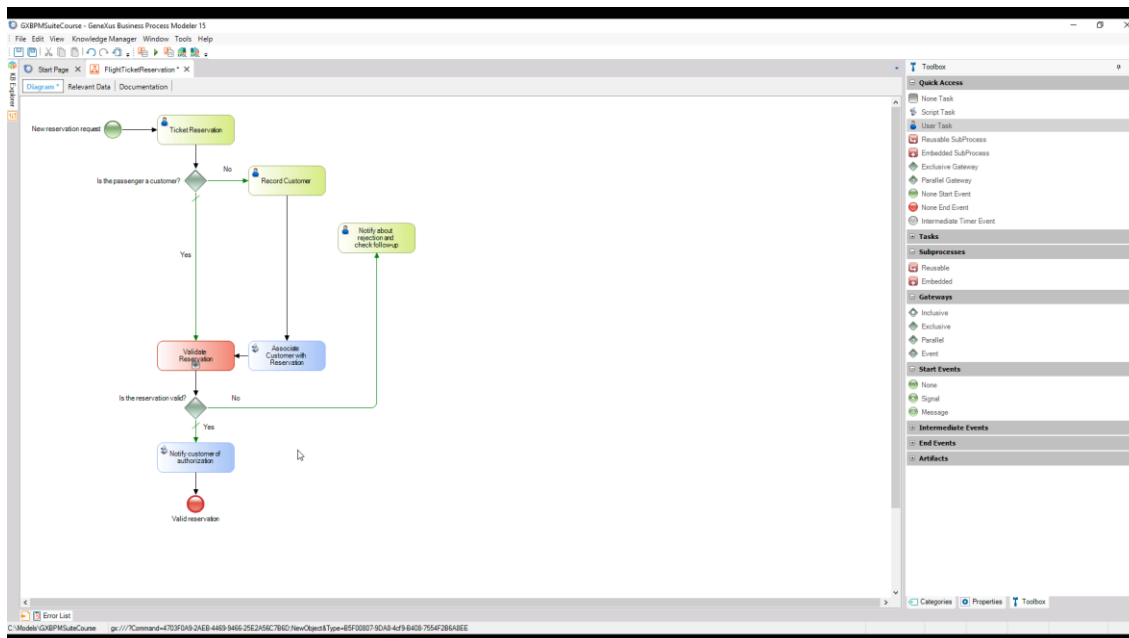 GXBPMSuiteCourse - GeneXus Business Process Modeler 15
File Edit View Knowledge Manager Window Tools Help
Start Page X FlightTicketReservation * X
Diagram * Relevant Data Documentation
KB Explorer
New reservation request
Ticket Reservation
Is the passenger a customer?
No
Record Customer
Notify about
rejection and
check follow-up
Yes
Validate
Reservation
Associate
Customer with
Reservation
Is the reservation valid?
No
Yes
Notify customer of
authorization
Valid reservation
Toolbox
Quick Access
None Task
Script Task
User Task
Reusable SubProcess
Embedded SubProcess
Exclusive Gateway
Parallel Gateway
None Start Event
None End Event
Intermediate Timer Event
Tasks
Subprocesses
Reusable
Embedded
Gateways
Inclusive
Exclusive
Parallel
Event
Start Events
None
Signal
Message
Intermediate Events
End Events
Artifacts
Categories Properties Toolbox
Error List
C:\Models\GXBPMSuiteCourse